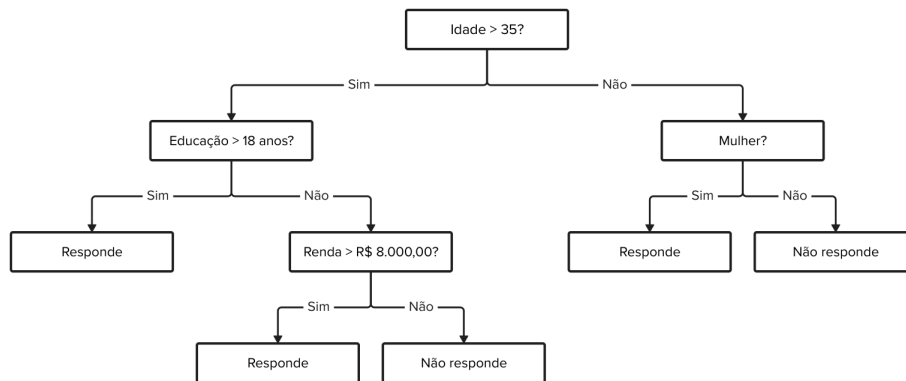 Idade > 35?
Sim
Não
Educação > 18 anos?
Mulher?
Sim
Não
Sim
Não
Responde
Renda > R$ 8.000,00?
Responde
Não responde
Sim
Não
Responde
Não responde